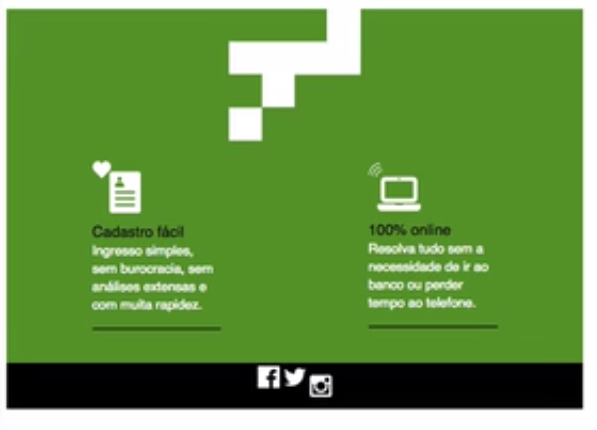 Cadastro fácil
Ingresso simples,
sem burocracia, sem
análises extensas e
com muita rapidez.
100% online
Resolva tudo sem a
necessidade de ir ao
banco ou perder
tempo ao telefone.